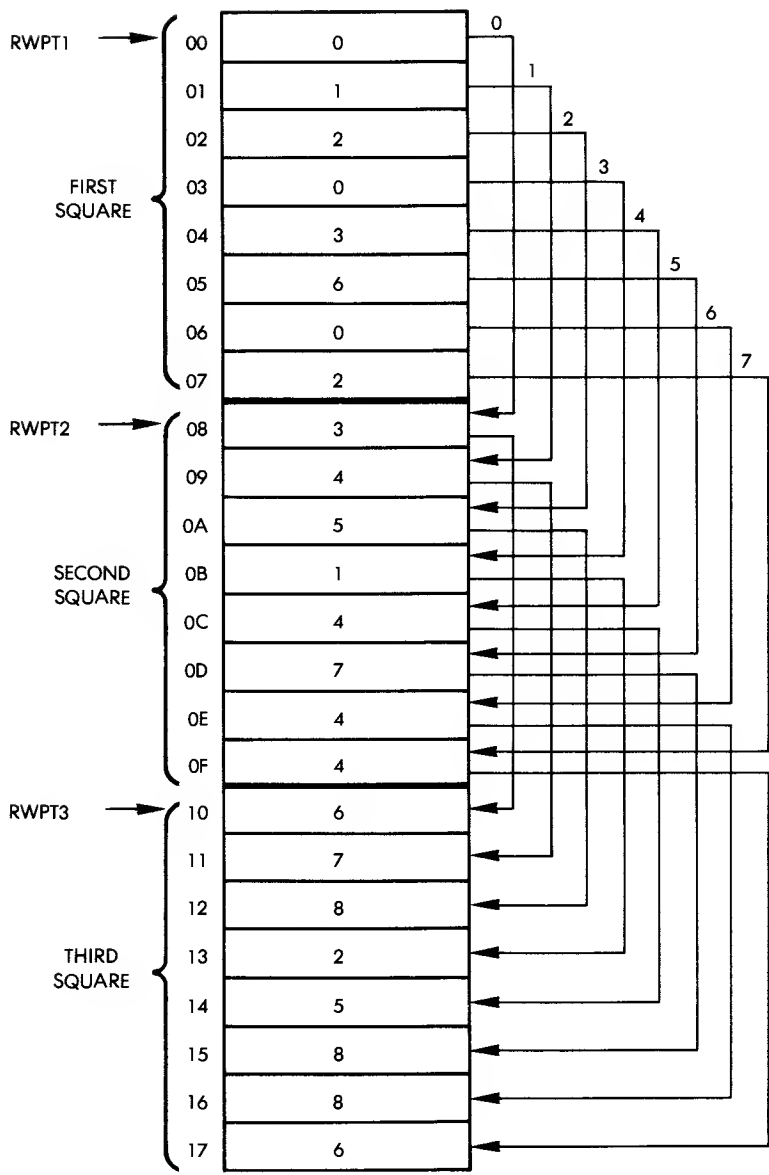 0
RWPT1 00 0
1
01 1
2
02 2
3
FIRST
SQUARE
03 0
4
04 3
5
05 6
6
06 0
7
07 2
RWPT2 08 3
09 4
0A 5
SECOND
SQUARE
0B 1
0C 4
0D 7
0E 4
0F 4
RWPT3 10 6
11 7
12 8
THIRD
SQUARE
13 2
14 5
15 8
16 8
17 6